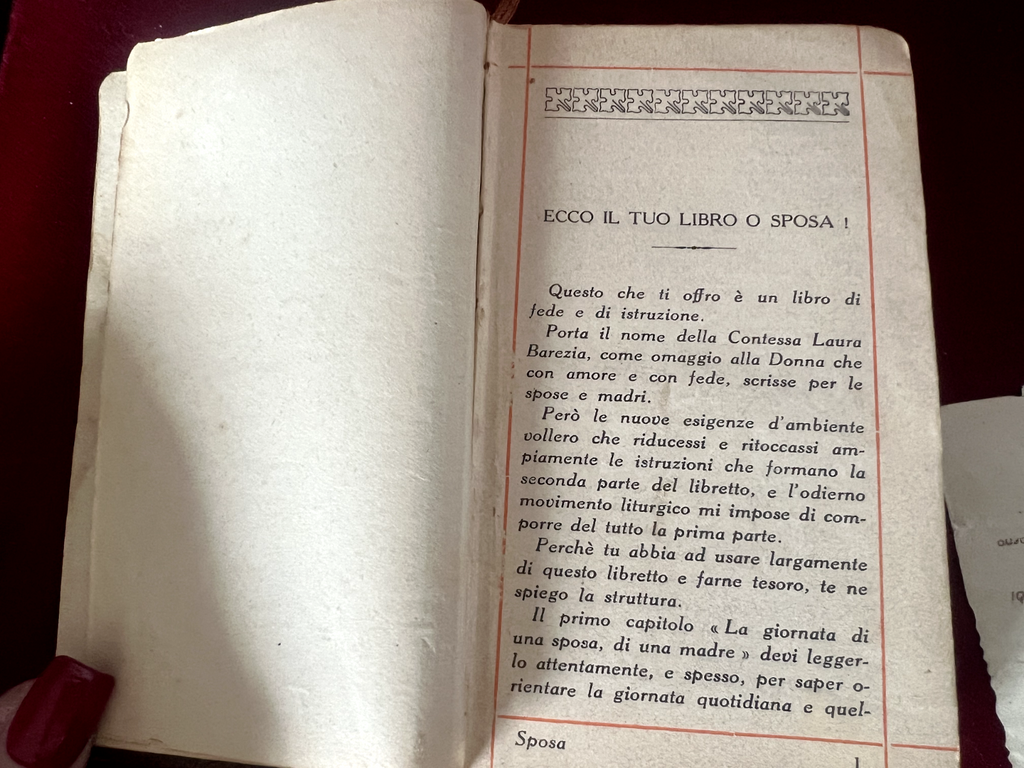 ECCO IL TUO LIBRO O SPOSA !
Questo che ti offro è un libro di
fede e di istruzione.
Porta il nome della Contessa Laura
Barezia, come omaggio alla Donna che
con amore e con fede, scrisse per le
spose e madri.
Però le nuove esigenze d'ambiente
vollero che riducessi e ritoccassi am-
piamente le istruzioni che formano la
seconda parte del libretto, e l'odierno
movimento liturgico mi impose di com-
porre del tutto la prima parte.
Perchè tu abbia ad usare largamente
di questo libretto e farne tesoro, te ne
spiego la struttura.
Il primo capitolo « La giornata di
una sposa, di una madre » devi legger-
lo attentamente, e spesso, per saper o-
rientare la giornata quotidiana e quel-
Sposa
1